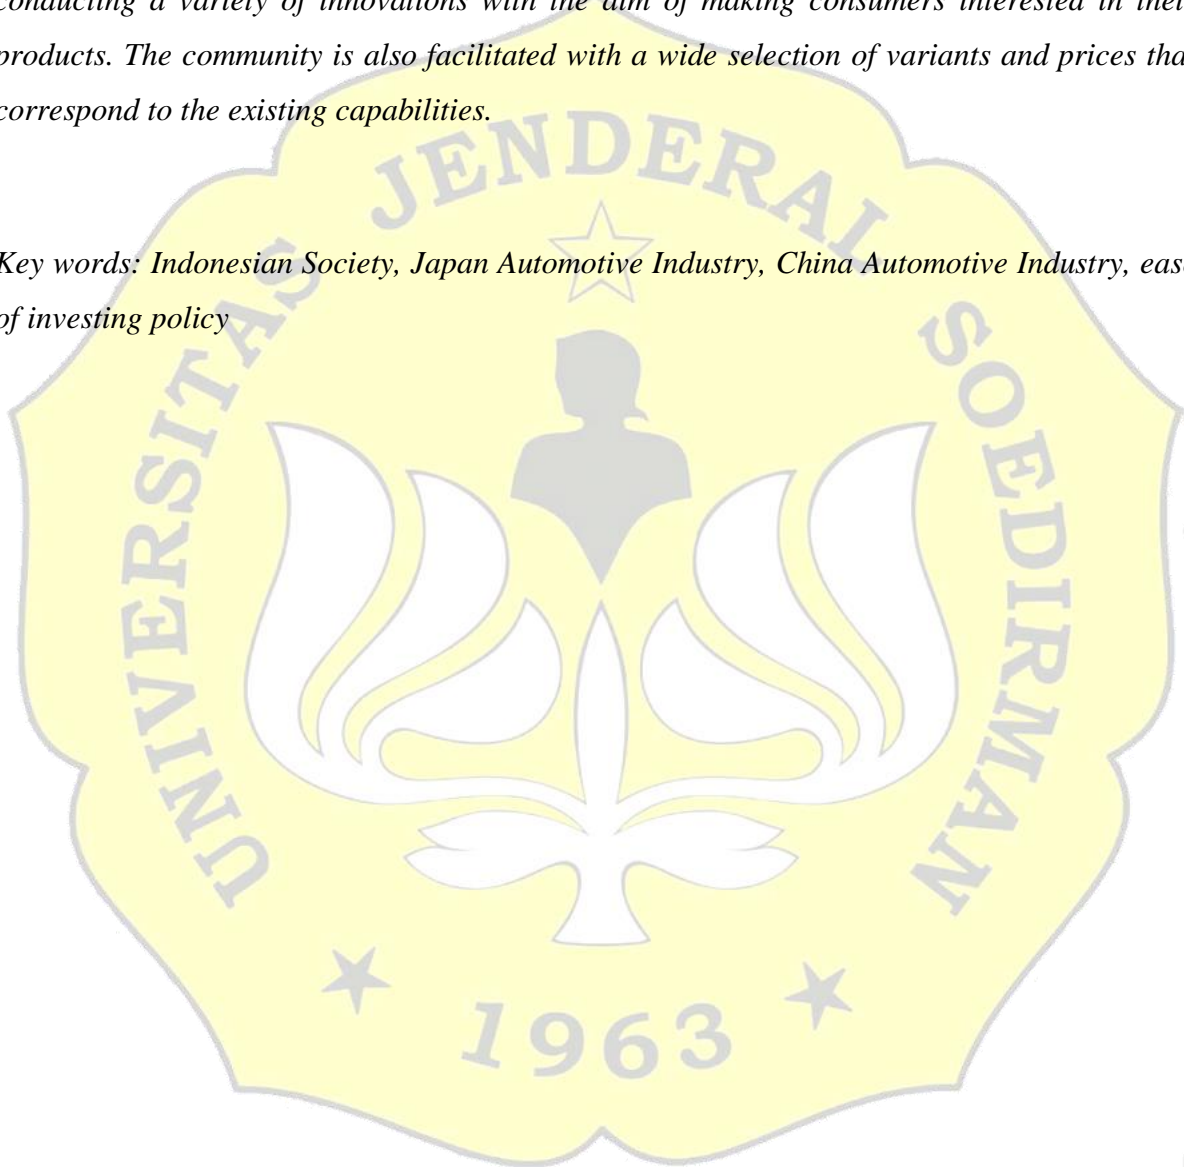 conducting a variety of innovations with the aim of making consumers interested in thei
products. The community is also facilitated with a wide selection of variants and prices tha
correspond to the existing capabilities.
Key words: Indonesian Society, Japan Automotive Industry, China Automotive Industry, eas
of investing policy
UNIVERSITAS JENDERAL SOEDIRMAN
1963